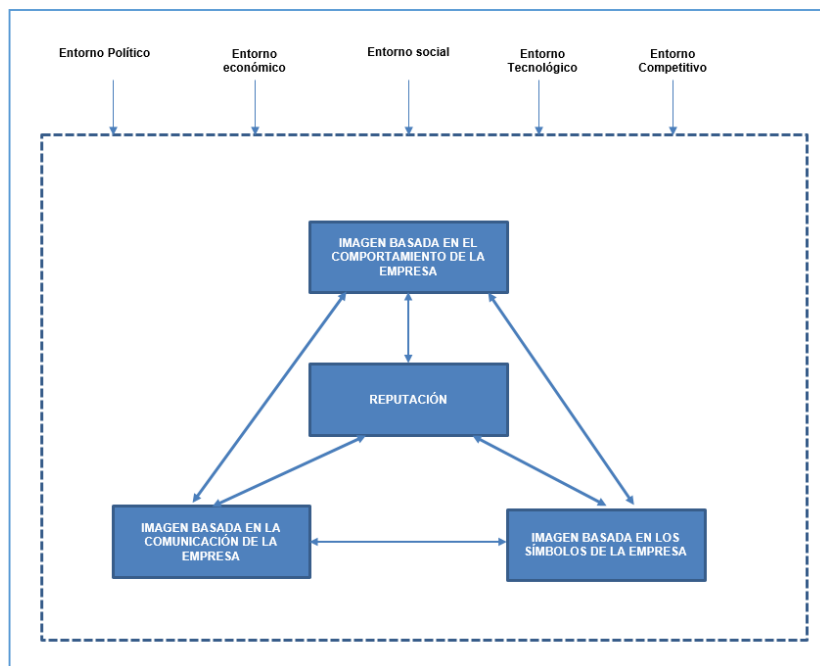 Entorno Político
Entorno
económico
Entorno social
Entorno
Tecnológico
Entorno
Competitivo
IMAGEN BASADA EN EL
COMPORTAMIENTO DE LA
EMPRESA
REPUTACIÓN
IMAGEN BASADA EN LA
COMUNICACIÓN DE LA
EMPRESA
IMAGEN BASADA EN LOS
SÍMBOLOS DE LA EMPRESA